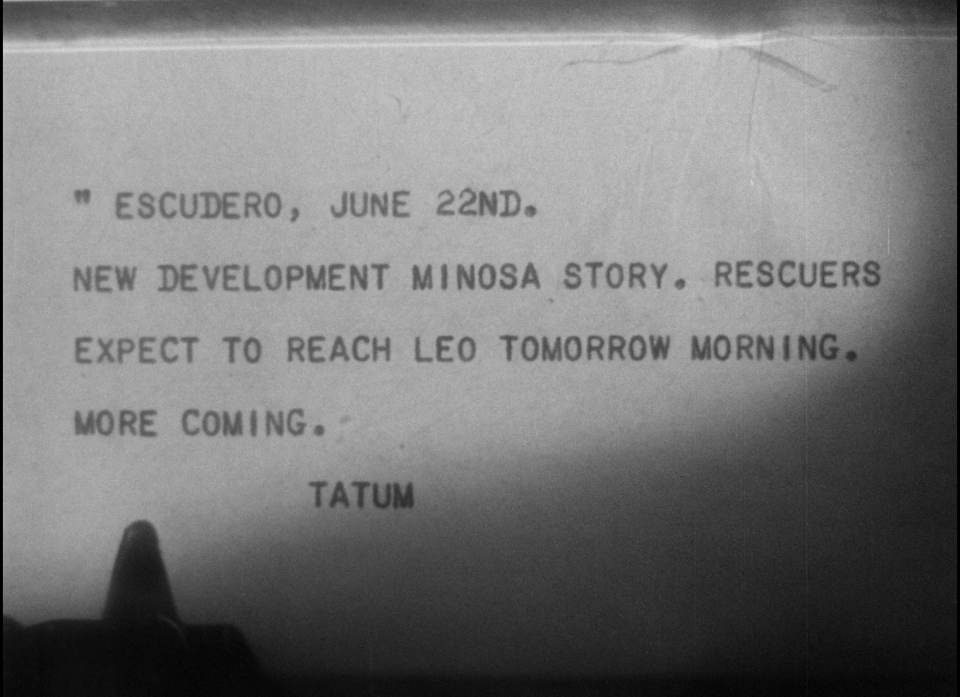 " ESCUDERO, JUNE 22ND.
NEW DEVELOPMENT MINOSA STORY. RESCUERS
EXPECT TO REACH LEO TOMORROW MORNING.
MORE COMING.
TATUM